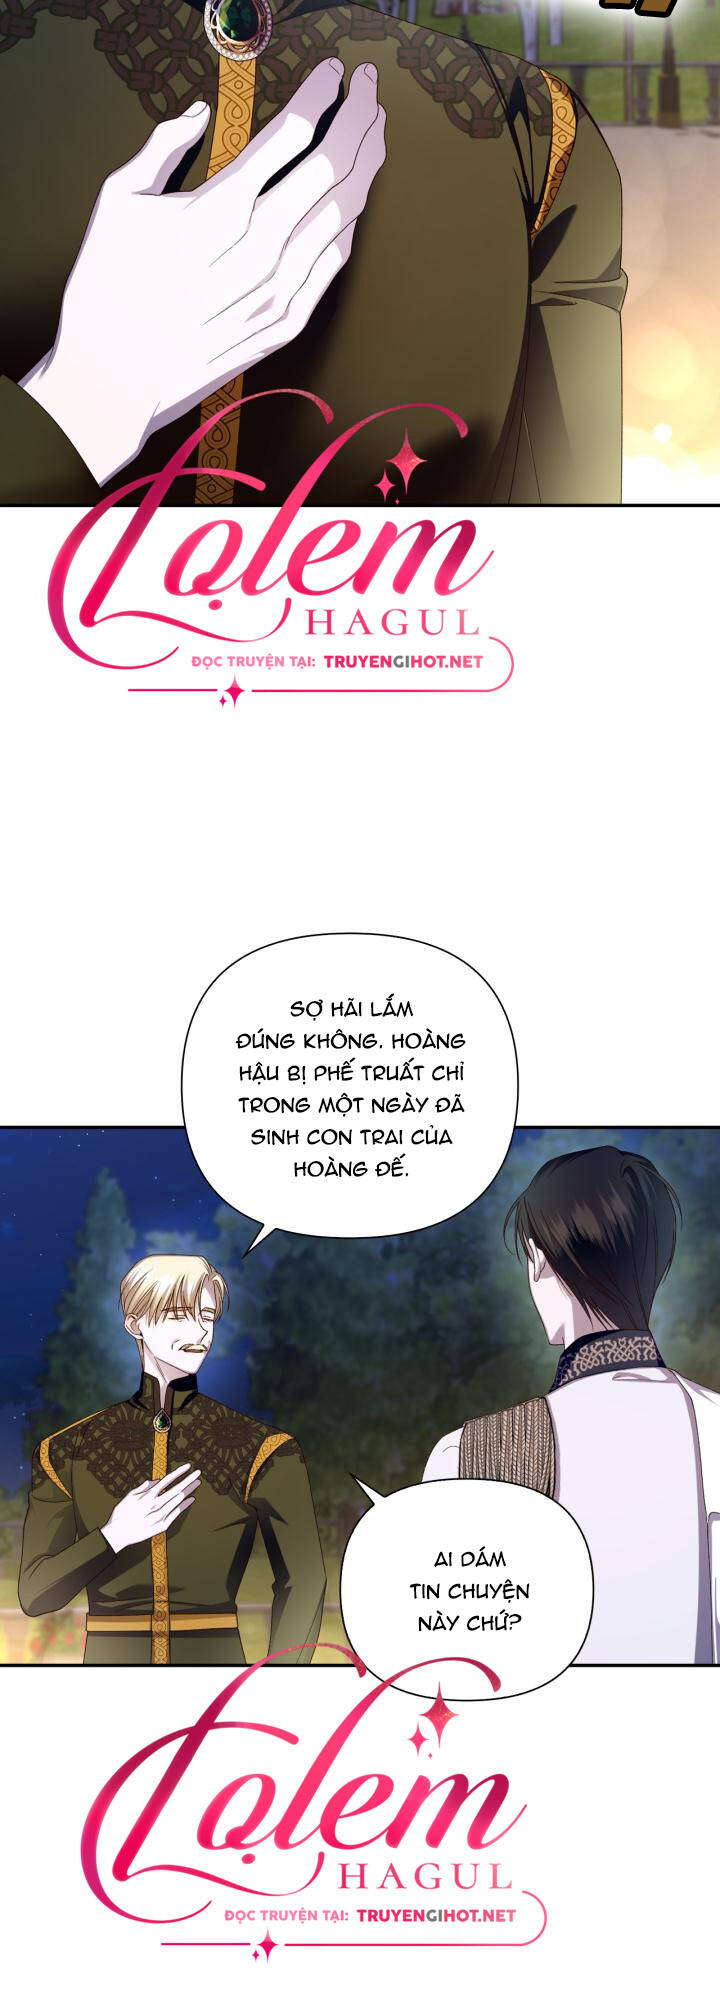 Lọlem
HAGUL
ĐỌC TRUYỆN TẠI: TRUYENGIHOT.NET
SỢ HÃI LẮM
ĐÚNG KHÔNG. HOÀNG
HẬU BỊ PHẾ TRUẤT CHỈ
TRONG MỘT NGÀY ĐÃ
SINH CON TRAI CỦA
HOÀNG ĐẾ.
AI DÁM
TIN CHUYỆN
NÀY CHỨ?
Lọlem
HAGUL
ĐỌC TRUYỆN TẠI: TRUYENGIHOT.NET